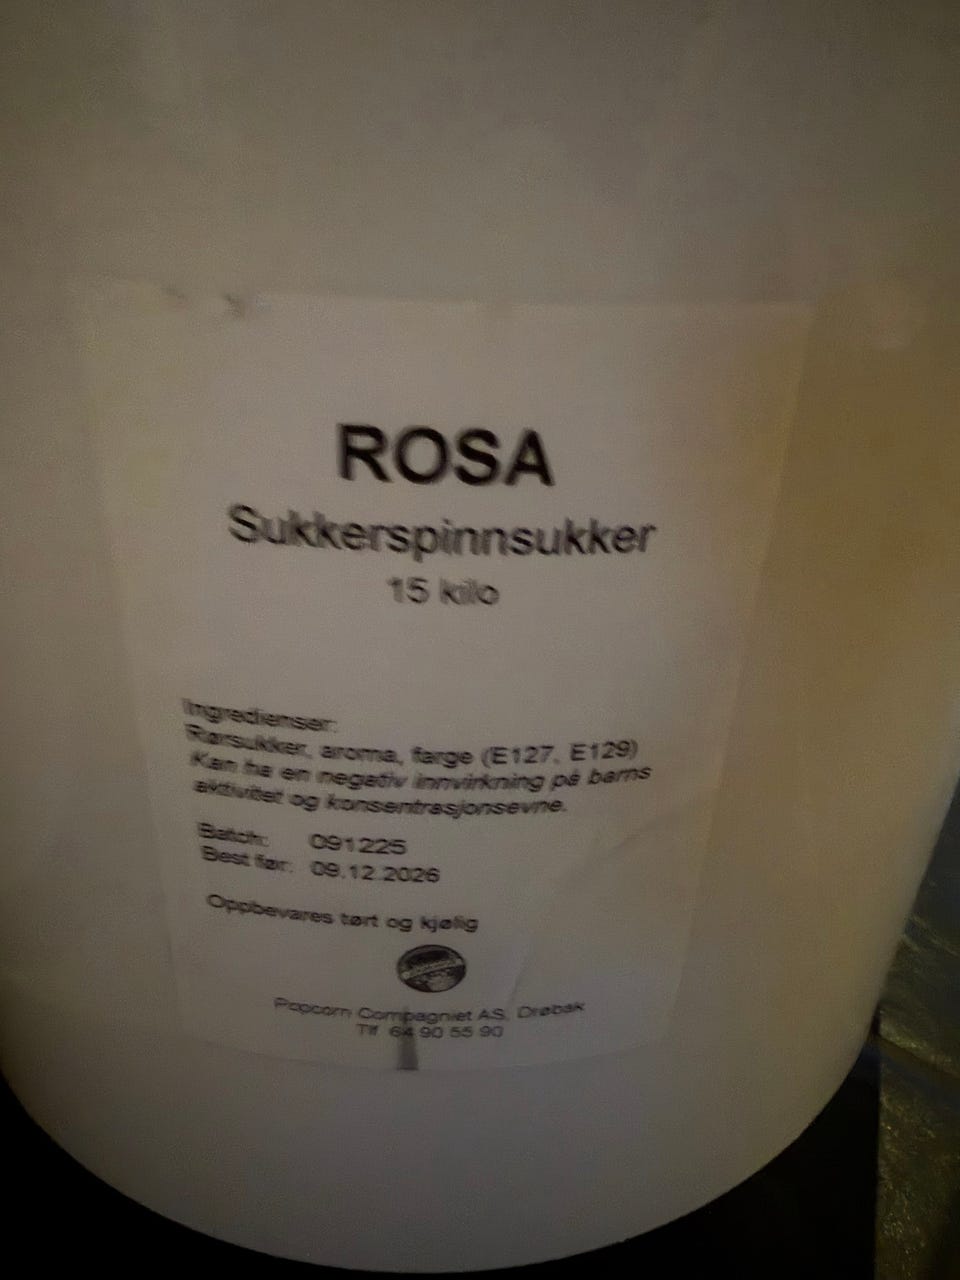 ROSA
Sukkerspinnsukker
15 kilo
Ingredienser:
Rørsukker, aroma, farge (E127, E129)
Kan ha en negativ innvirkning på barns
aktivitet og konsentrasjonsevne.
Batch: 091225
Best før: 09.12.2026
Oppbevares tørt og kjølig
Popcorn Compagniet AS, Drøbak
Tlf 64 90 55 90